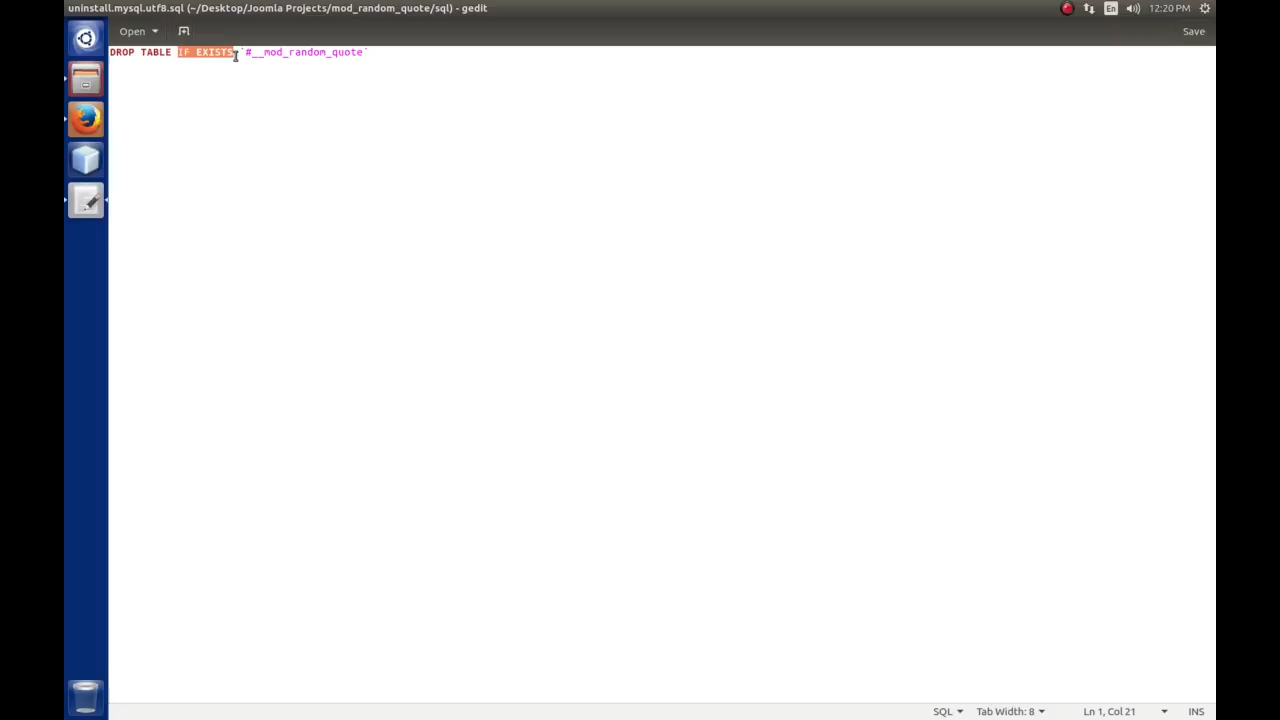 uninstall.mysql.utf8.sql (~/Desktop/Joomla Projects/mod_random_quote/sql) - gedit
En
12:20 PM
Open
Save
DROP TABLE IF EXISTS `#__mod_random_quote`
SQL
Tab Width: 8
Ln 1, Col 21
INS